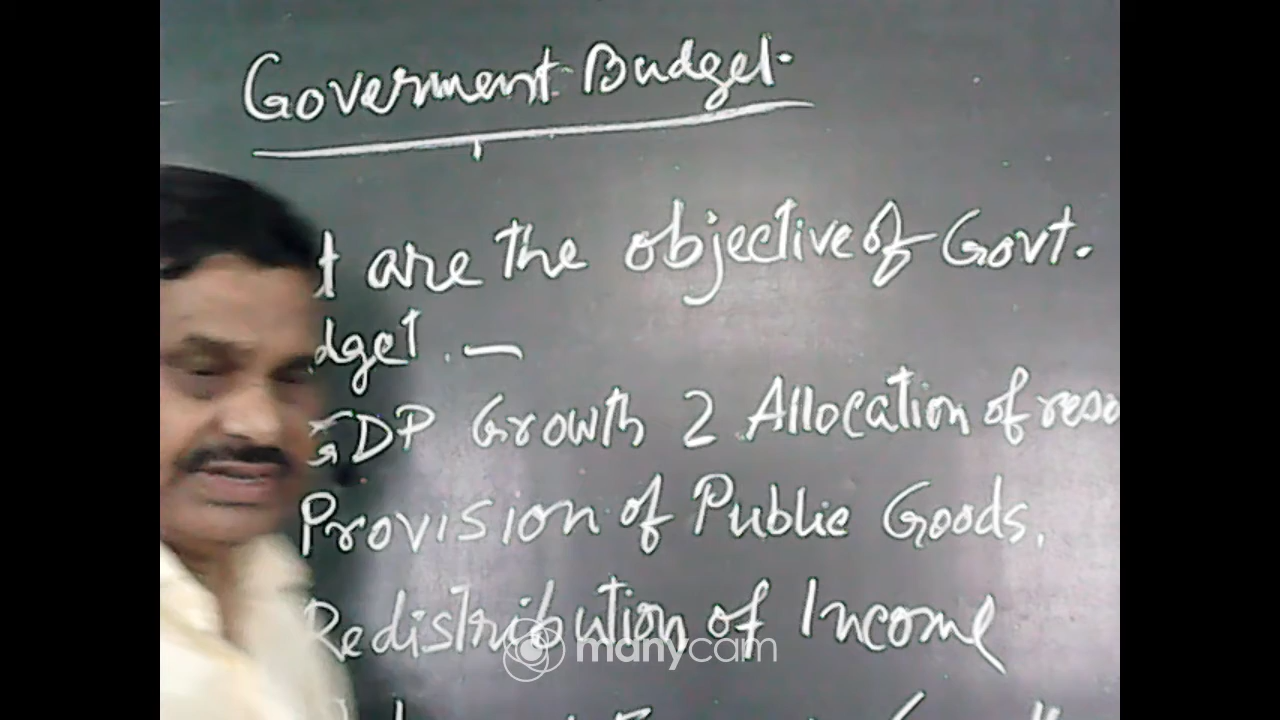 Goverment Budget.
t are the objective of Govt.
dget. —
GDP Growth 2 Allocation of reso
Provision of Public Goods.
Redistribution of Income
manycam